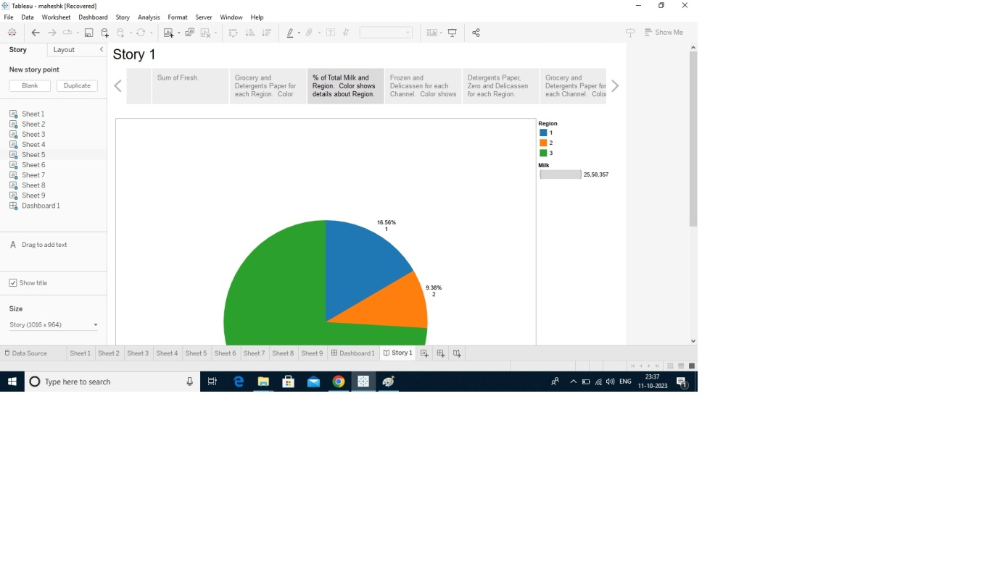 Tableau - maheshk [Recovered]
File Data Worksheet Dashboard Story Analysis Format Server Window Help
Show Me
Story Layout
New story point
Blank Duplicate
Sheet 1
Sheet 2
Sheet 3
Sheet 4
Sheet 5
Sheet 6
Sheet 7
Sheet 8
Sheet 9
Dashboard 1
A Drag to add text
Show title
Size
Story (1016 x 964)
Story 1
Sum of Fresh.
Grocery and
Detergents Paper for
each Region. Color
% of Total Milk and
Region. Color shows
details about Region.
Frozen and
Delicassen for each
Channel. Color shows
Detergents Paper,
Zero and Delicassen
for each Region.
Grocery and
Detergents Paper for
each Channel. Color
Region
1
2
3
Milk
25,50,357
16.56%
1
9.38%
2
Data Source Sheet 1 Sheet 2 Sheet 3 Sheet 4 Sheet 5 Sheet 6 Sheet 7 Sheet 8 Sheet 9 Dashboard 1 Story 1
Type here to search
ENG
23:37
11-10-2023
1